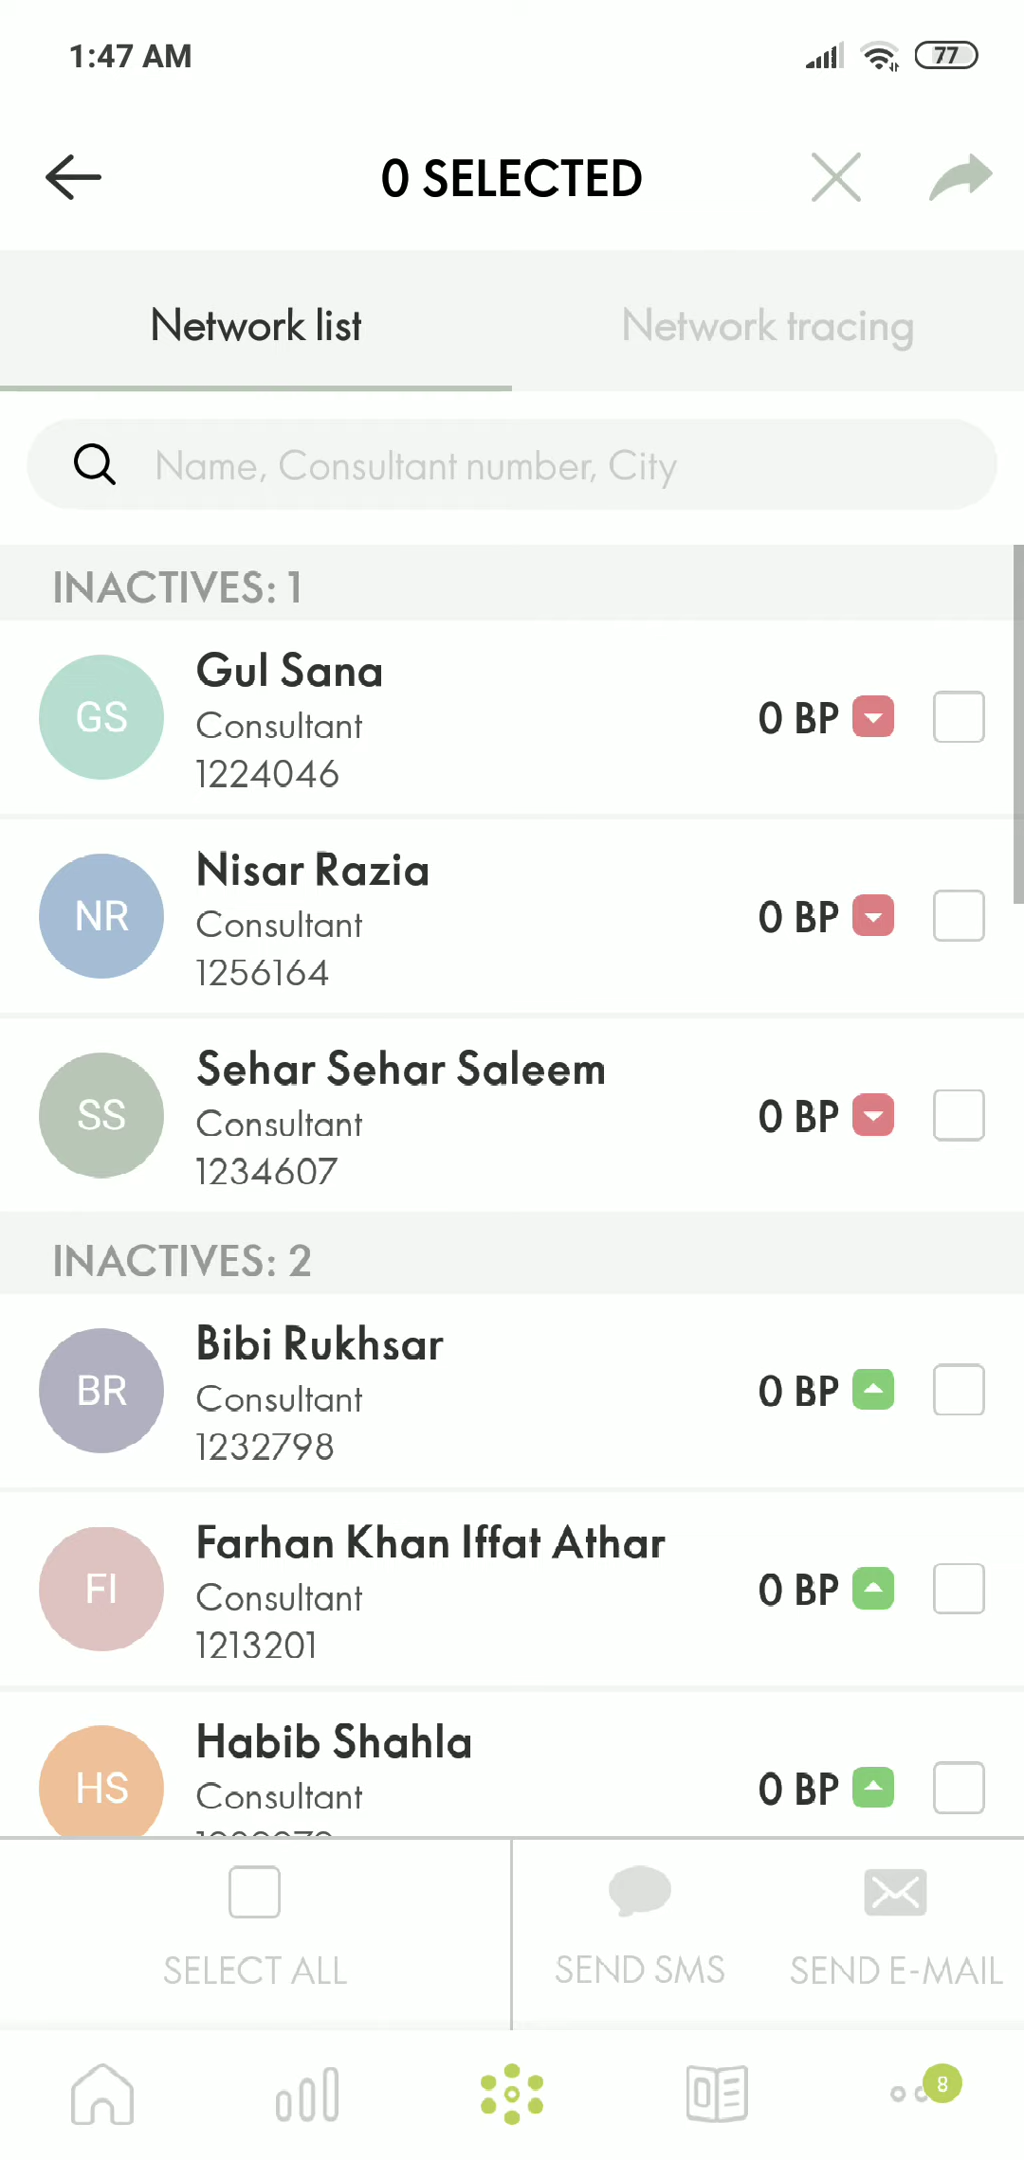 1:47 AM
77
0 SELECTED
Network list
Network tracing
Name, Consultant number, City
INACTIVES: 1
GS
Gul Sana
Consultant
1224046
0 BP
NR
Nisar Razia
Consultant
1256164
0 BP
SS
Sehar Sehar Saleem
Consultant
1234607
0 BP
INACTIVES: 2
BR
Bibi Rukhsar
Consultant
1232798
0 BP
FI
Farhan Khan Iffat Athar
Consultant
1213201
0 BP
HS
Habib Shahla
Consultant
0 BP
SELECT ALL
SEND SMS
SEND E-MAIL
8